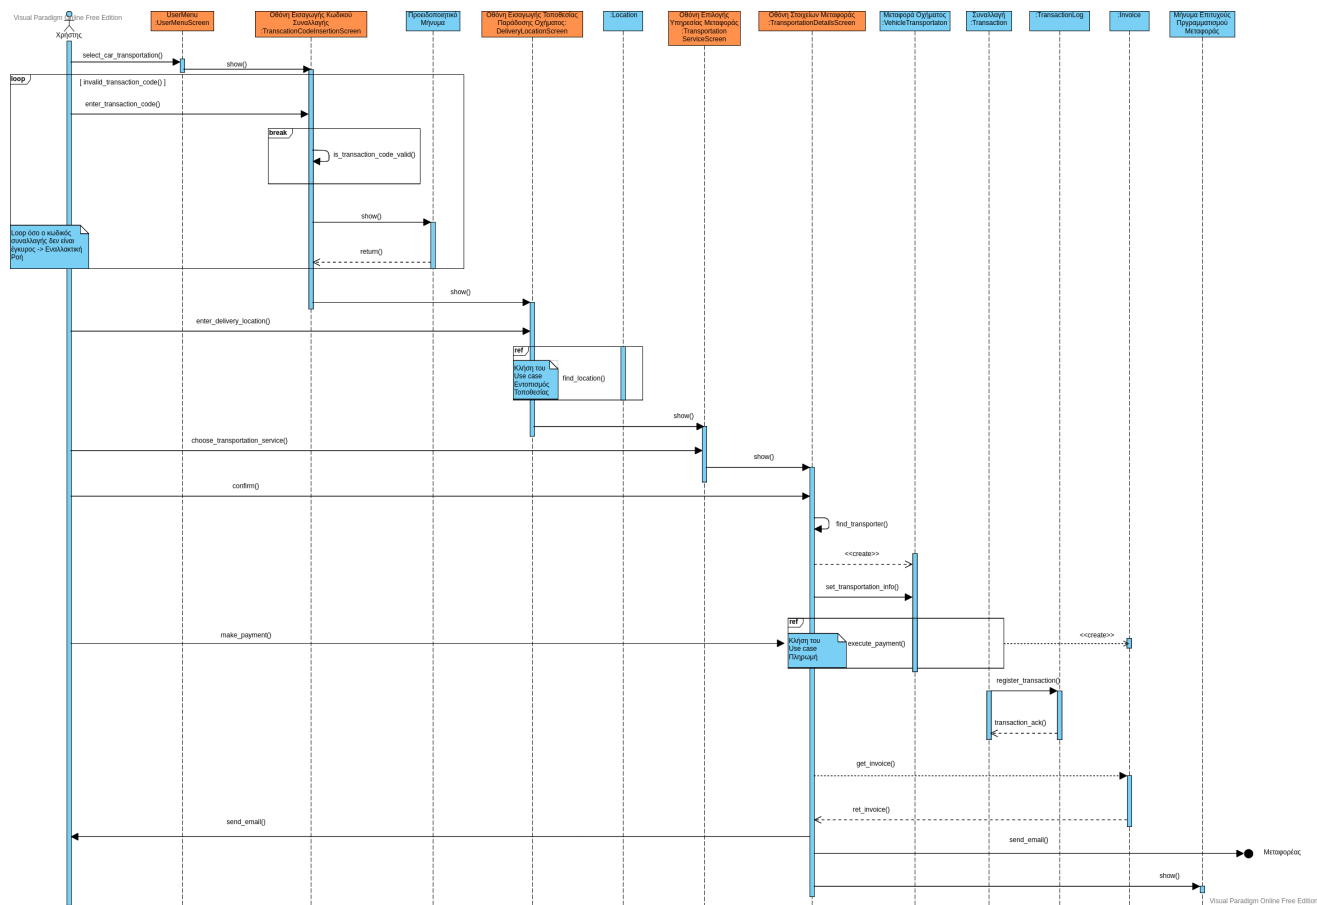 Visual Paradigm Online Free Edition
Χρήστης
UserMenu
:UserMenuScreen
Οθόνη Εισαγωγής Κωδικού
Συναλλαγής
:TranscationCodeInsertionScreen
Προειδοποιητικό
Μήνυμα
Οθόνη Εισαγωγής Τοποθεσίας
Παράδοσης Οχήματος:
DeliveryLocationScreen
:Location
Οθόνη Επιλογής
Υπηρεσίας Μεταφοράς
:Transportation
ServiceScreen
Οθόνη Στοιχείων Μεταφοράς
:TransportationDetailsScreen
Μεταφορά Οχήματος
:VehicleTransportaton
Συναλλαγή
:Transaction
:TransactionLog
:Invoice
Μήνυμα Επιτυχούς
Πργραμματισμού
Μεταφοράς
select_car_transportation()
show()
loop
[ invalid_transaction_code() ]
enter_transaction_code()
break
is_transaction_code_valid()
show()
Loop όσο ο κωδικός
συναλλαγής δεν είναι
έγκυρος -> Εναλλακτική
Ροή
return()
show()
enter_delivery_location()
ref
Κλήση του
Use case
Εντοπισμός
Τοποθεσίας
find_location()
show()
choose_transportation_service()
show()
confirm()
find_transporter()
<<create>>
set_transportation_info()
ref
make_payment()
Κλήση του
Use case
Πληρωμή
execute_payment()
<<create>>
register_transaction()
transaction_ack()
get_invoice()
ret_invoice()
send_email()
send_email()
Μεταφορέας
show()
Visual Paradigm Online Free Edition